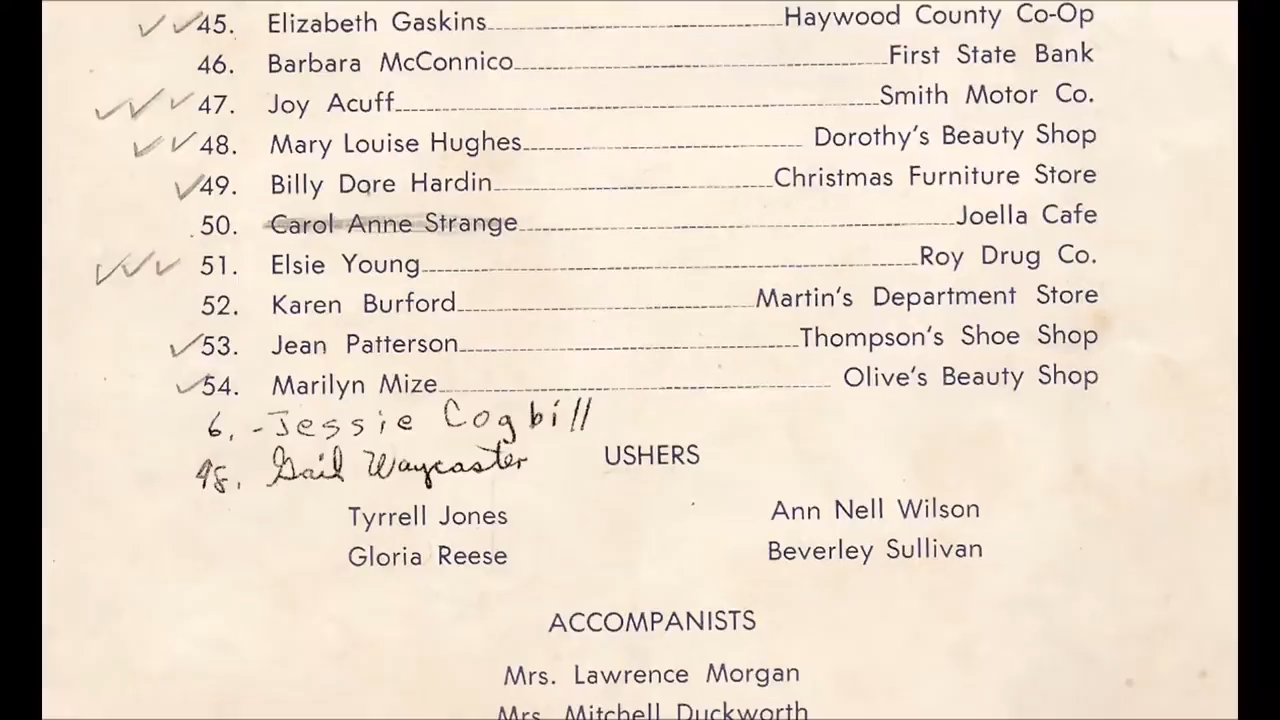 45. Elizabeth Gaskins Haywood County Co-Op
46. Barbara McConnico First State Bank
47. Joy Acuff Smith Motor Co.
48. Mary Louise Hughes Dorothy's Beauty Shop
49. Billy Dore Hardin Christmas Furniture Store
50. Carol Anne Strange Joella Cafe
51. Elsie Young Roy Drug Co.
52. Karen Burford Martin's Department Store
53. Jean Patterson Thompson's Shoe Shop
54. Marilyn Mize Olive's Beauty Shop
6. - Jessie Cogbill
48. Gail Waycaster
USHERS
Tyrrell Jones Ann Nell Wilson
Gloria Reese Beverley Sullivan
ACCOMPANISTS
Mrs. Lawrence Morgan
Mrs. Mitchell Duckworth